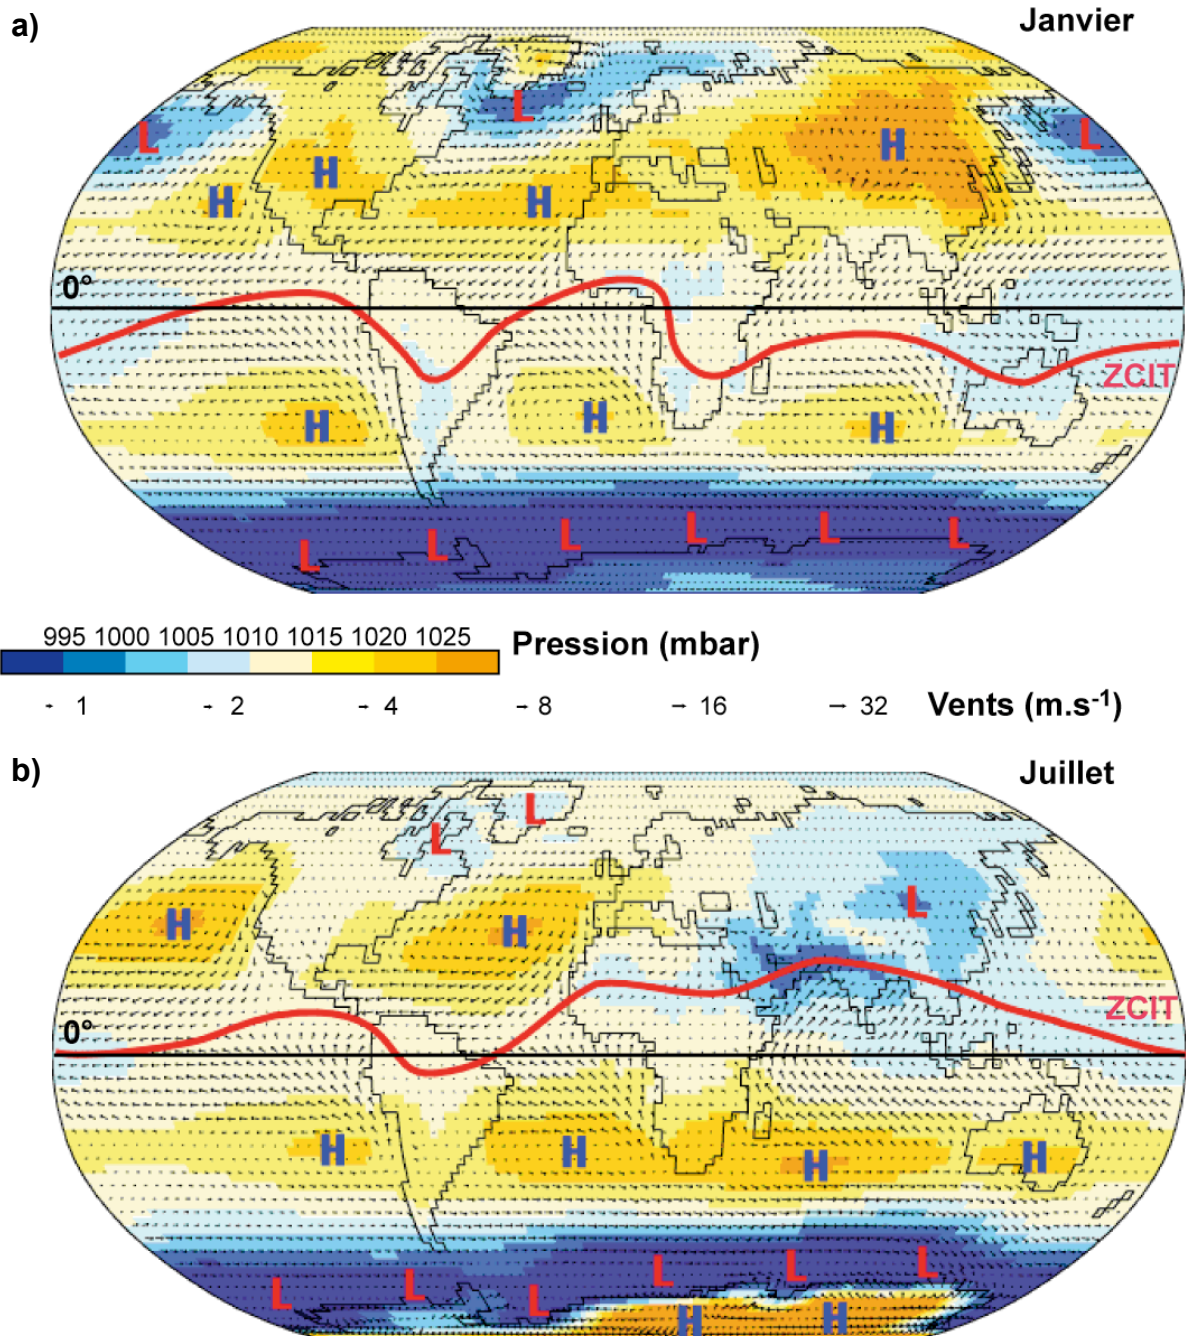 a)
Janvier
L
L
L
H
H
H
H
0°
ZCIT
H
H
H
L
L
L
L
L
L
995 1000 1005 1010 1015 1020 1025
Pression (mbar)
1 2 4 8 16 32
Vents (m.s-1)
b)
Juillet
L
L
L
H
H
ZCIT
0°
H
H
H
H
L
L
L
L
L
L
H
H